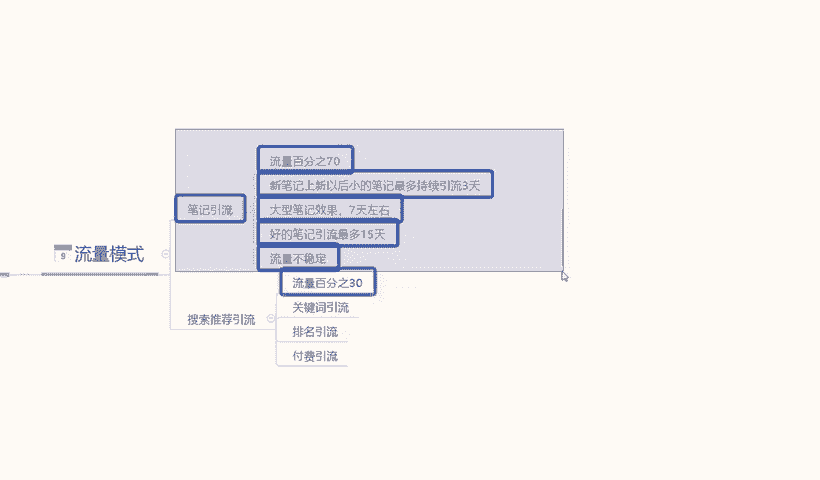 9 流量模式
笔记引流
流量百分之70
新笔记上新以后小的笔记最多持续引流3天
大型笔记效果，7天左右
好的笔记引流最多15天
流量不稳定
搜索推荐引流
流量百分之30
关键词引流
排名引流
付费引流